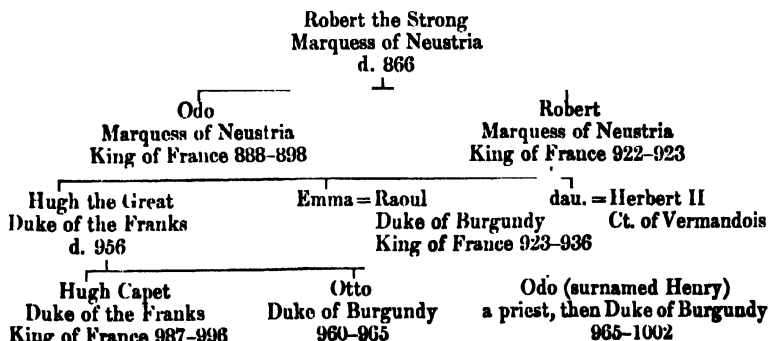 Robert the Strong
Marquess of Neustria
d. 866
Odo
Marquess of Neustria
King of France 888–898
Robert
Marquess of Neustria
King of France 922–923
Hugh the Great
Duke of the Franks
d. 956
Emma = Raoul
Duke of Burgundy
King of France 923–936
dau. = Herbert II
Ct. of Vermandois
Hugh Capet
Duke of the Franks
King of France 987–996
Otto
Duke of Burgundy
960–965
Odo (surnamed Henry)
a priest, then Duke of Burgundy
965–1002